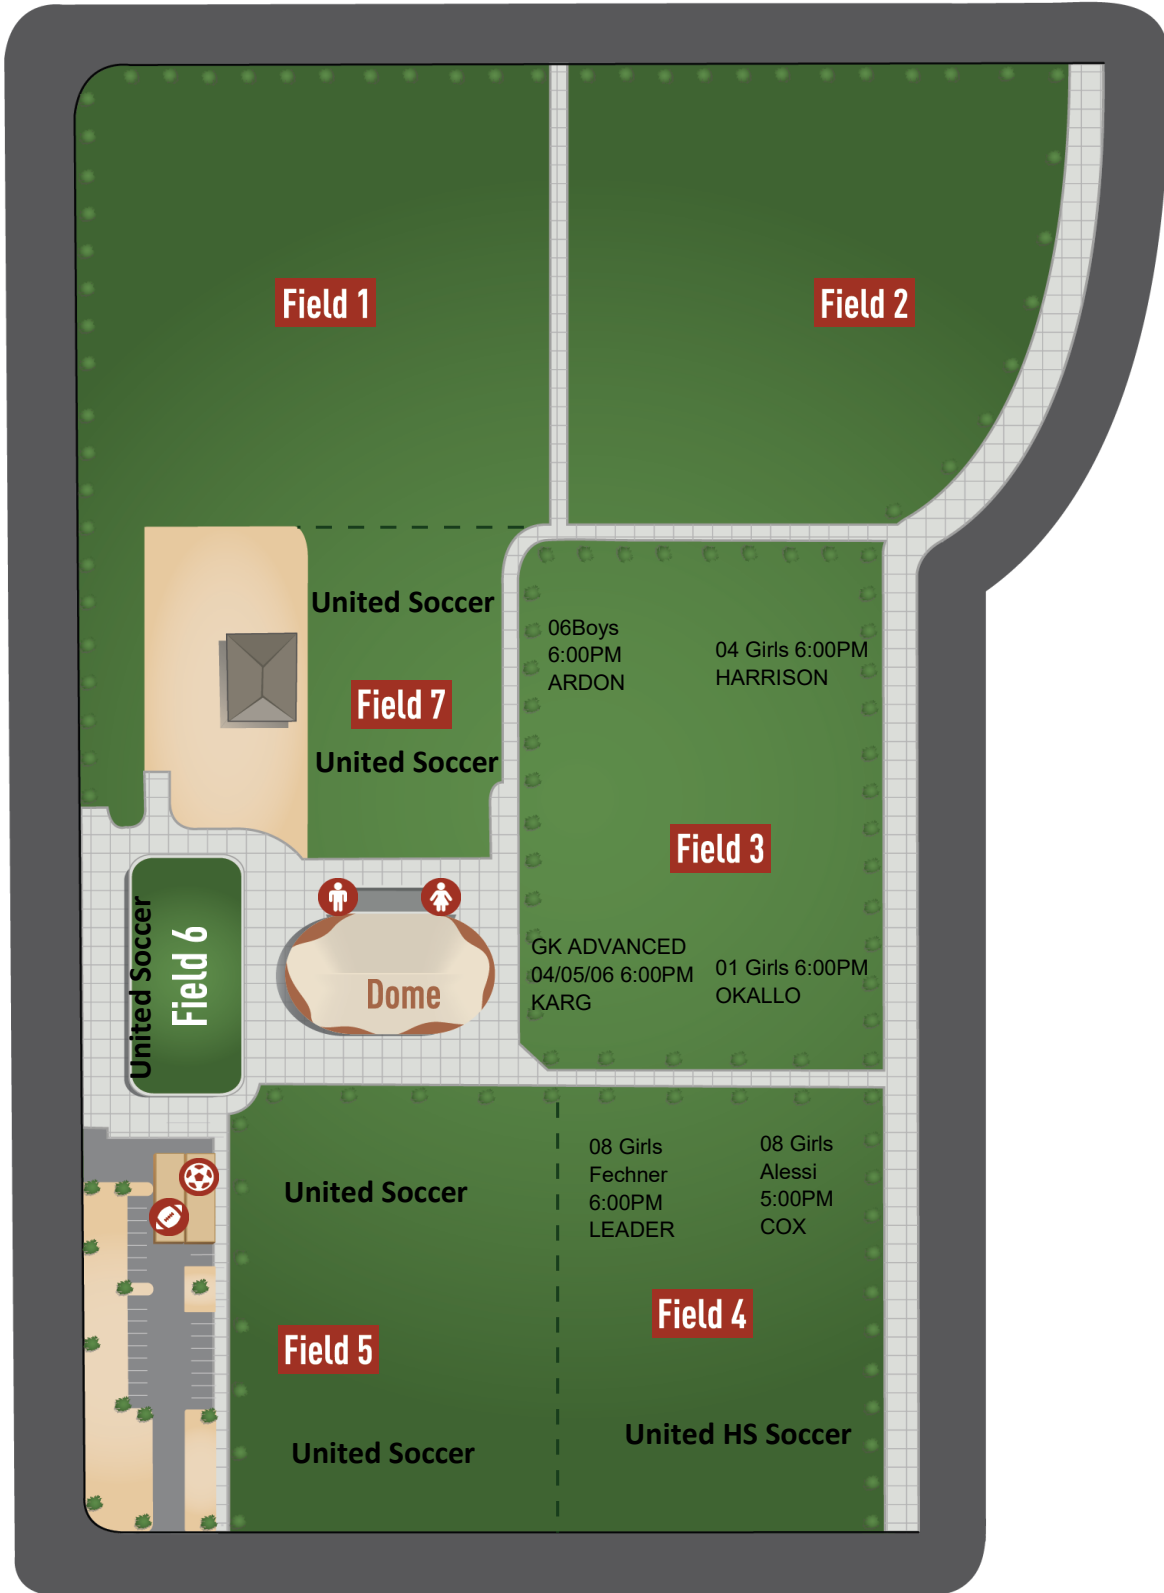 Field 1
Field 2
United Soccer
06Boys
6:00PM
ARDON
04 Girls 6:00PM
HARRISON
Field 7
United Soccer
Field 3
United Soccer
Field 6
Dome
GK ADVANCED
04/05/06 6:00PM
KARG
01 Girls 6:00PM
OKALLO
United Soccer
08 Girls
Fechner
6:00PM
LEADER
08 Girls
Alessi
5:00PM
COX
Field 5
Field 4
United Soccer
United HS Soccer